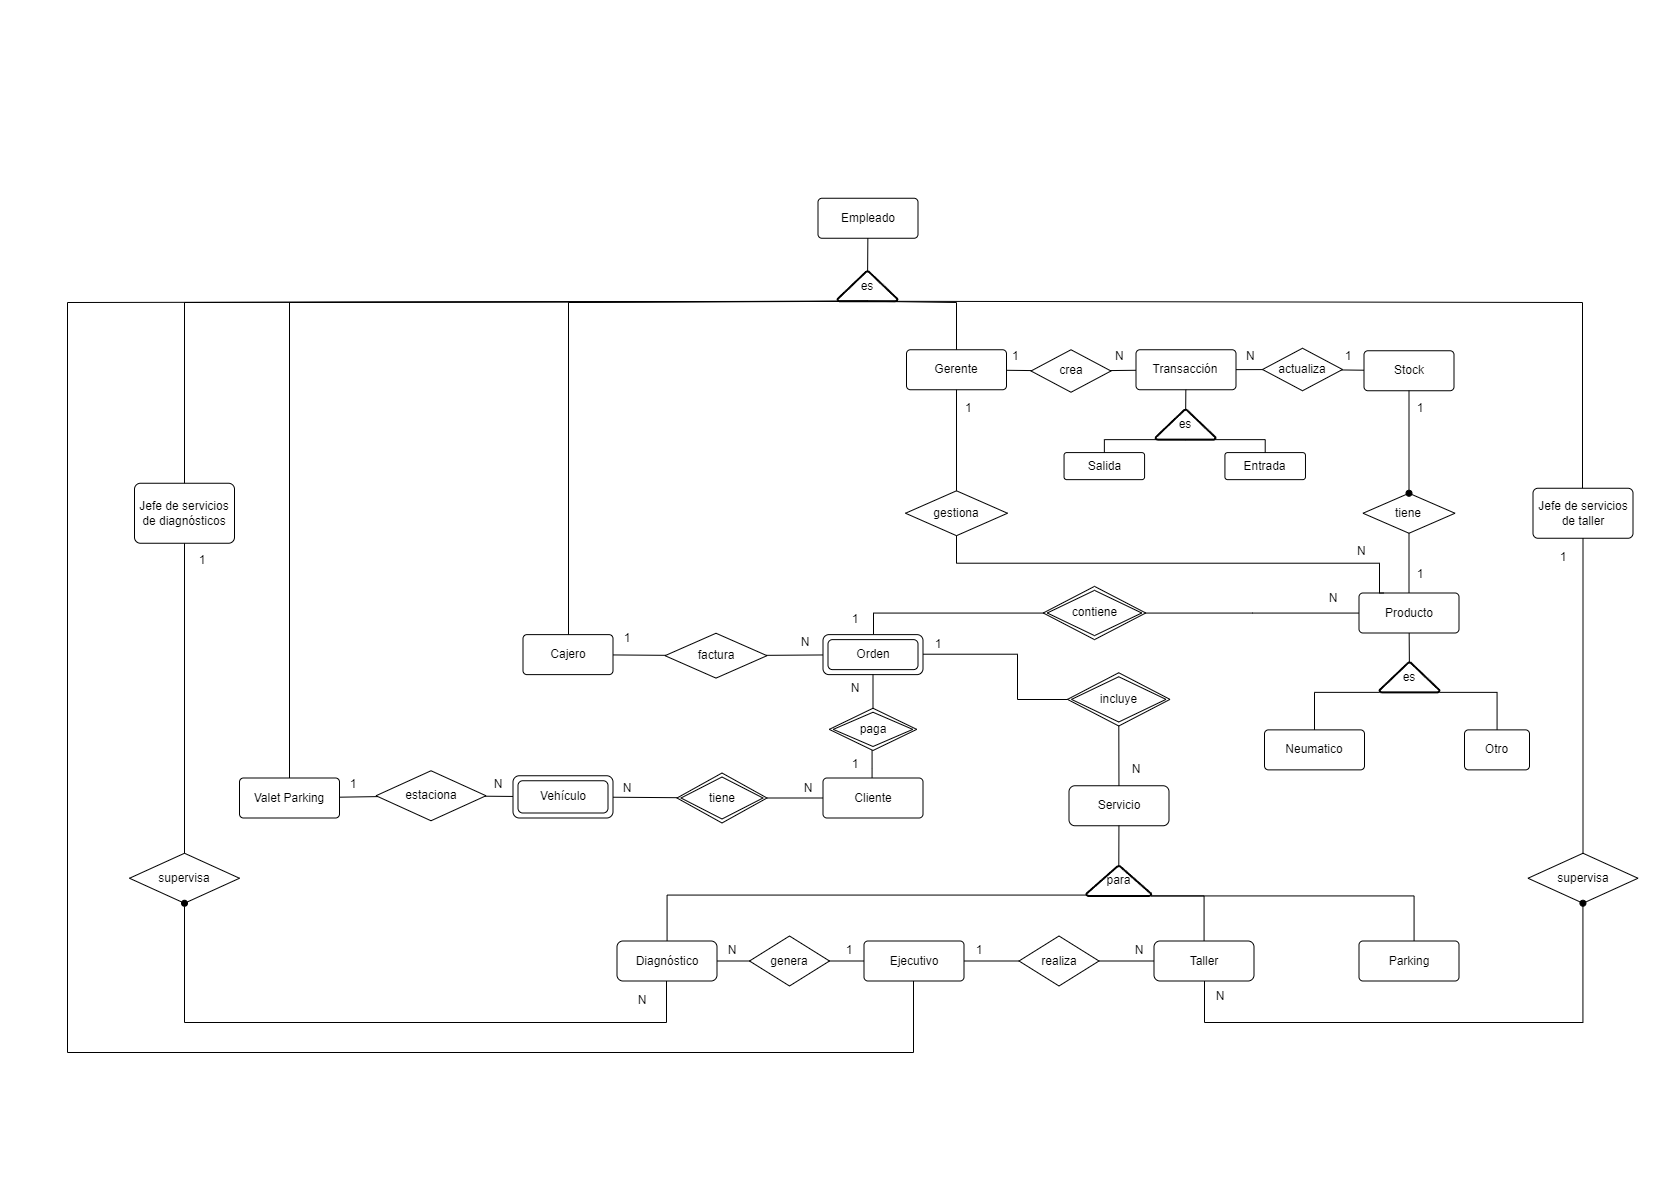 Empleado
es
Gerente
1
crea
N
Transacción
N
actualiza
1
Stock
1
es
1
Salida
Entrada
Jefe de servicios
de diagnósticos
gestiona
tiene
Jefe de servicios
de taller
1
N
1
1
N
contiene
Producto
1
Cajero
1
factura
N
Orden
1
es
N
incluye
paga
Neumatico
Otro
1
N
Valet Parking
1
estaciona
N
Vehículo
N
tiene
N
Cliente
Servicio
supervisa
para
supervisa
Diagnóstico
N
genera
1
Ejecutivo
1
realiza
N
Taller
Parking
N
N